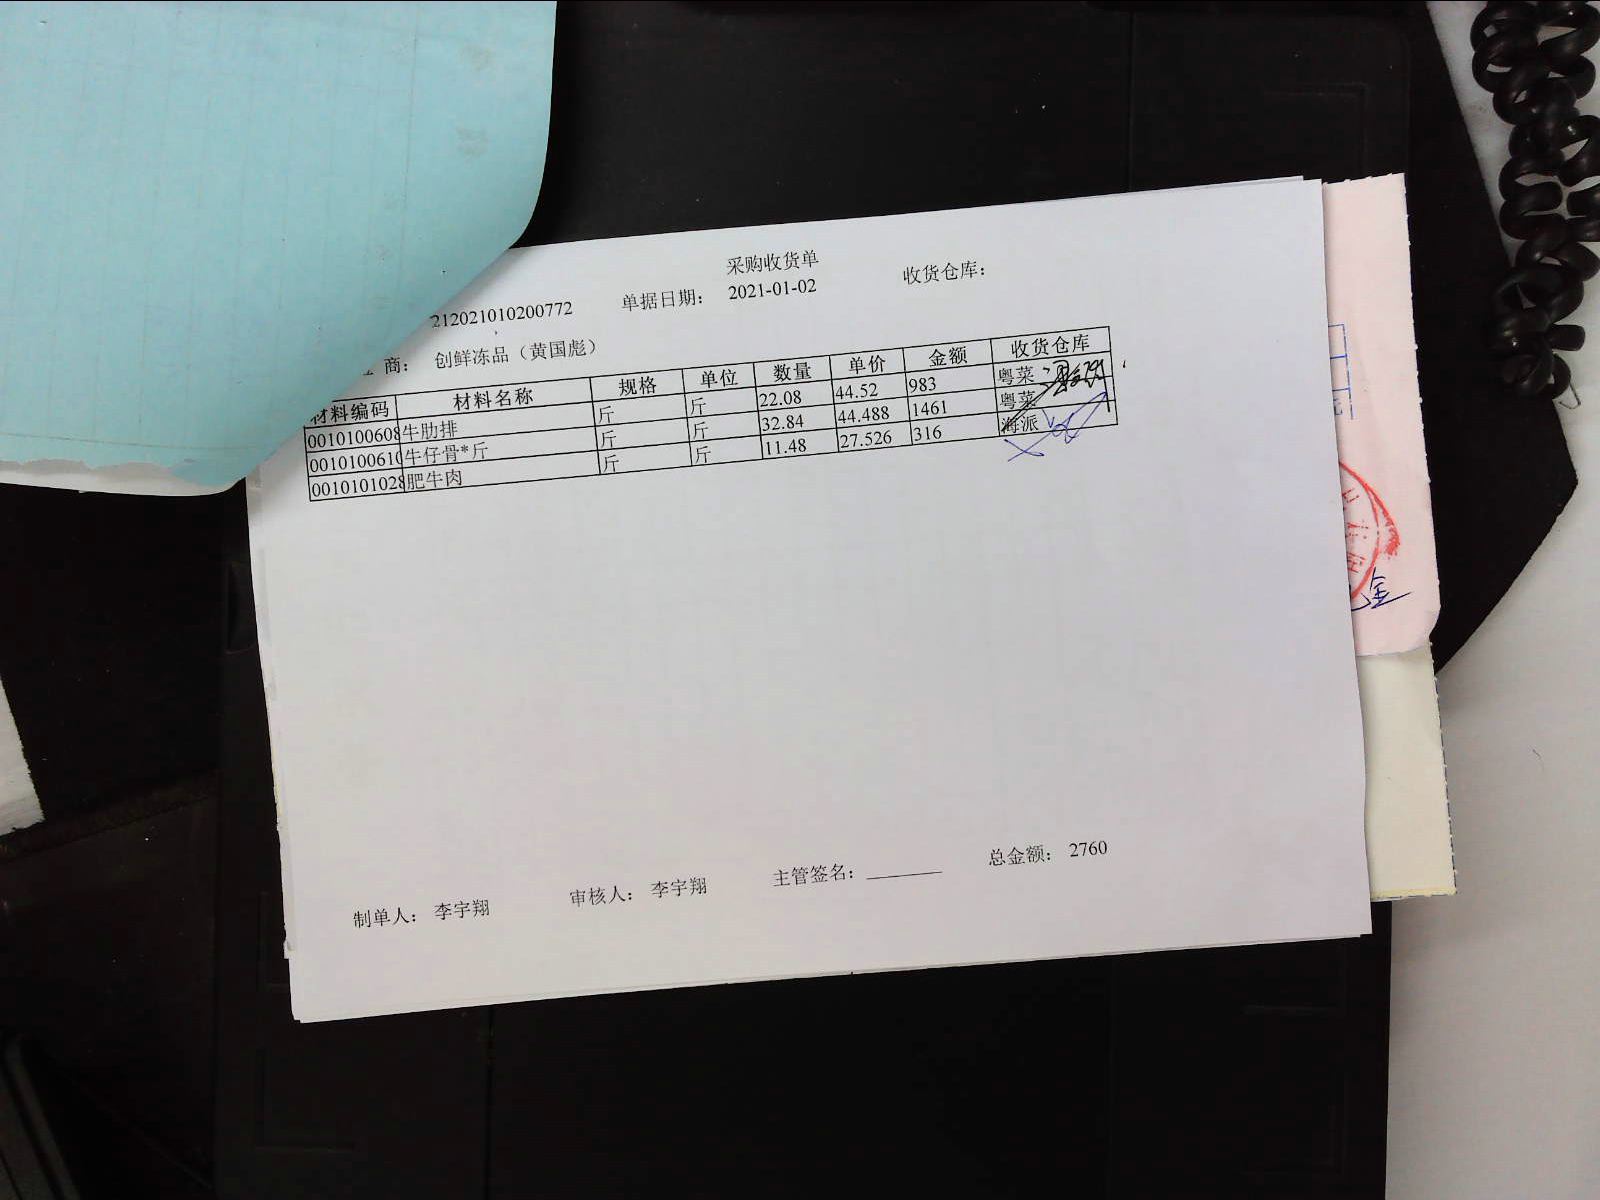 采购收货单
212021010200772 单据日期： 2021-01-02 收货仓库：
商： 创鲜冻品（黄国彪）
材料编码 材料名称 规格 单位 数量 单价 金额 收货仓库
0010100608 牛肋排 斤 斤 22.08 44.52 983 粤菜
0010100610 牛仔骨*斤 斤 斤 32.84 44.488 1461 粤菜
0010101028 肥牛肉 斤 斤 11.48 27.526 316 海派
制单人： 李宇翔 审核人： 李宇翔 主管签名： 总金额： 2760